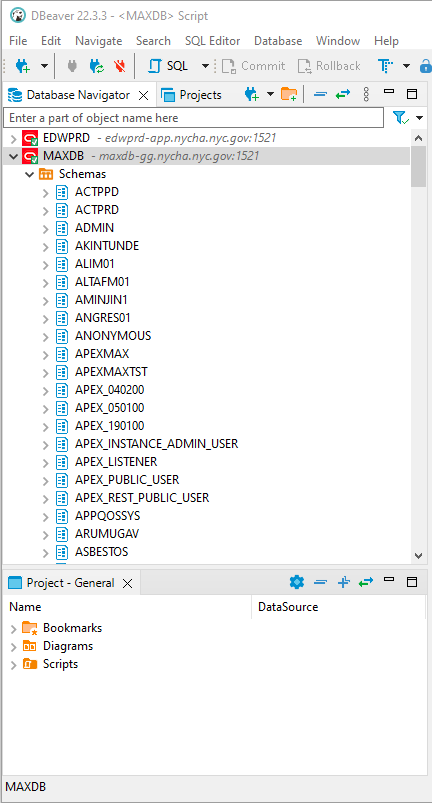 DBeaver 22.3.3 - <MAXDB> Script
File Edit Navigate Search SQL Editor Database Window Help
SQL Commit Rollback T
Database Navigator Projects
Enter a part of object name here
EDWPRD - edwprd-app.nycha.nyc.gov:1521
MAXDB - maxdb-gg.nycha.nyc.gov:1521
Schemas
ACTPPD
ACTPRD
ADMIN
AKINTUNDE
ALIM01
ALTAFM01
AMINJIN1
ANGRES01
ANONYMOUS
APEXMAX
APEXMAXTST
APEX_040200
APEX_050100
APEX_190100
APEX_INSTANCE_ADMIN_USER
APEX_LISTENER
APEX_PUBLIC_USER
APEX_REST_PUBLIC_USER
APPQOSSYS
ARUMUGAV
ASBESTOS
Project - General
Name DataSource
Bookmarks
Diagrams
Scripts
MAXDB